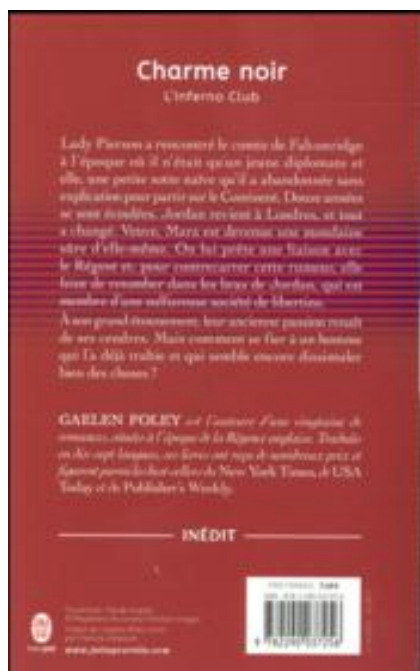 Charme noir
L'Inferno Club
Lady Pierson a rencontré le comte de Falconridge
à l'époque où il n'était qu'un jeune diplomate et
elle, une petite sotte naïve qu'il a abandonnée sans
explication pour partir sur le Continent. Douze années
se sont écoulées. Jordan revient à Londres, et tout
a changé. Veuve, Mara est devenue une mondaine
sûre d'elle-même. On lui prête une liaison avec
le Régent et, pour contrecarrer cette rumeur, elle
feint de retomber dans les bras de Jordan, qui est
membre d'une sulfureuse société de libertins.
À son grand étonnement, leur ancienne passion renaît
de ses cendres. Mais comment se fier à un homme
qui l'a déjà trahie et qui semble encore dissimuler
bien des choses ?
GAELEN FOLEY est l'auteure d'une vingtaine de
romances, situées à l'époque de la Régence anglaise. Traduits
en dix-sept langues, ses livres ont reçu de nombreux prix et
figurent parmi les best-sellers du New York Times, de USA
Today et de Publisher's Weekly.
INÉDIT
www.jailupourelle.com